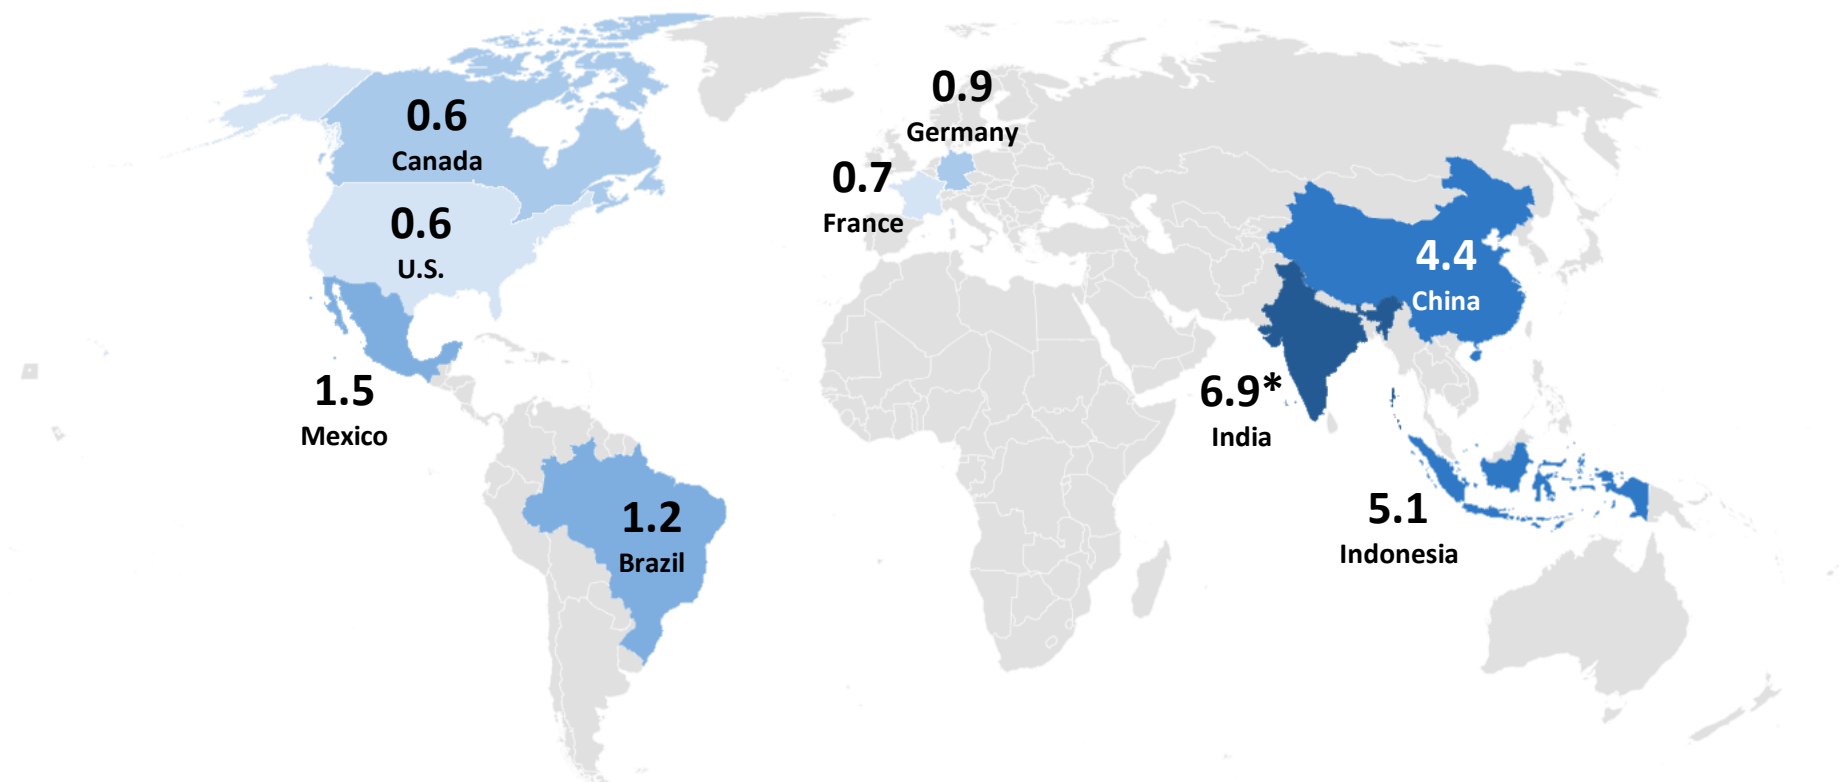 0.6
Canada
0.6
U.S.
1.5
Mexico
1.2
Brazil
0.9
Germany
0.7
France
4.4
China
6.9*
India
5.1
Indonesia